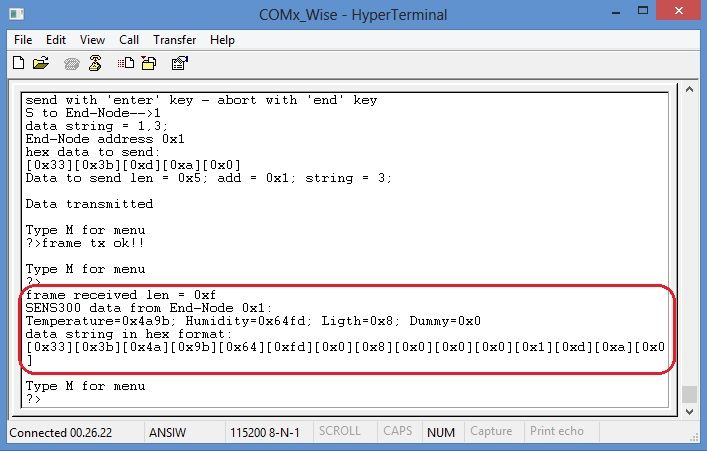 COMx_Wise - HyperTerminal
File Edit View Call Transfer Help
send with 'enter' key - abort with 'end' key
S to End-Node-->1
data string = 1,3;
End-Node address 0x1
hex data to send:
[0x33][0x3b][0xd][0xa][0x0]
Data to send len = 0x5; add = 0x1; string = 3;
Data transmitted
Type M for menu
?>frame tx ok!!
Type M for menu
?>
frame received len = 0xf
SENS300 data from End-Node 0x1:
Temperature=0x4a9b; Humidity=0x64fd; Ligth=0x8; Dummy=0x0
data string in hex format:
[0x33][0x3b][0x4a][0x9b][0x64][0xfd][0x0][0x8][0x0][0x0][0x0][0x1][0xd][0xa][0x0
]
Type M for menu
?>
Connected 00.26.22 ANSIW 115200 8-N-1 SCROLL CAPS NUM Capture Print echo